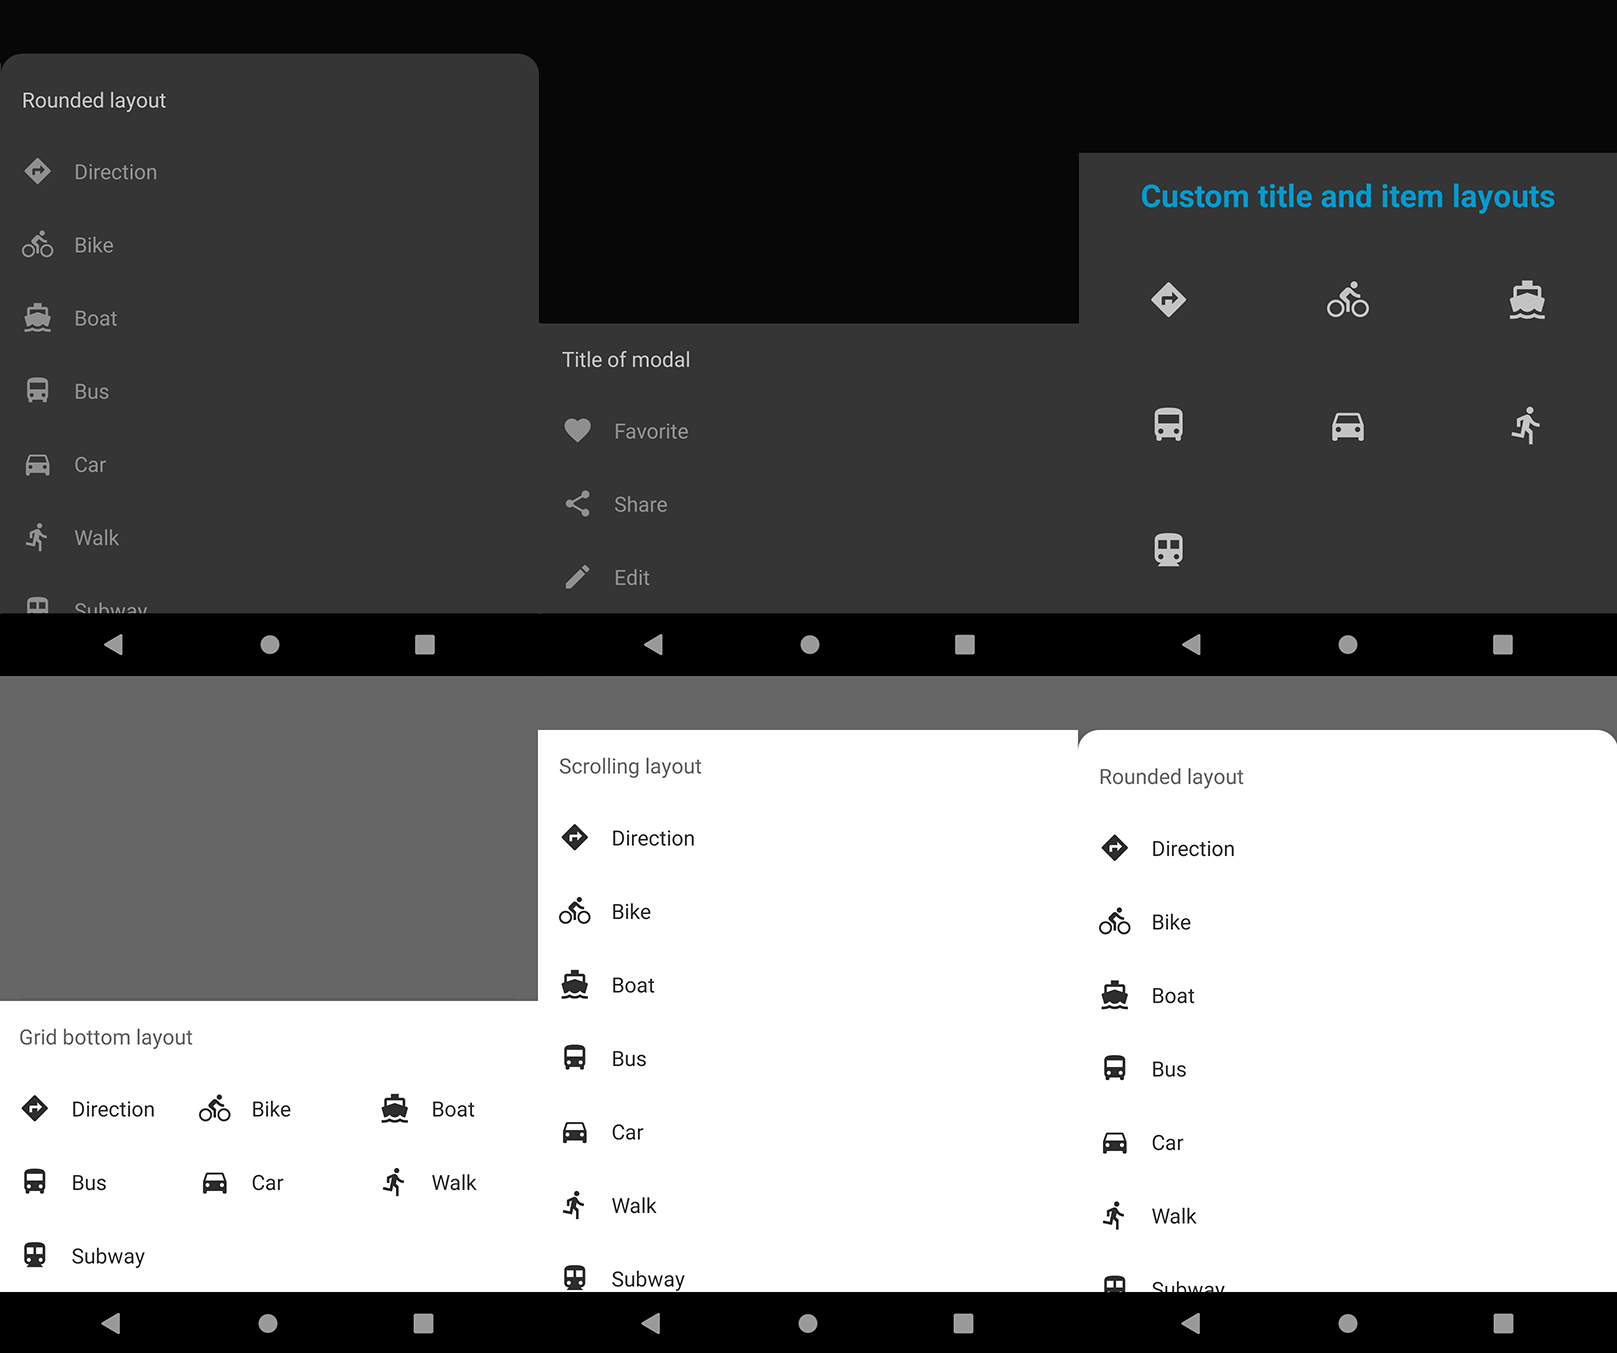 Rounded layout
Direction
Bike
Boat
Bus
Car
Walk
Subway
Title of modal
Favorite
Share
Edit
Custom title and item layouts
Grid bottom layout
Direction Bike Boat
Bus Car Walk
Subway
Scrolling layout
Direction
Bike
Boat
Bus
Car
Walk
Subway
Rounded layout
Direction
Bike
Boat
Bus
Car
Walk
Subway